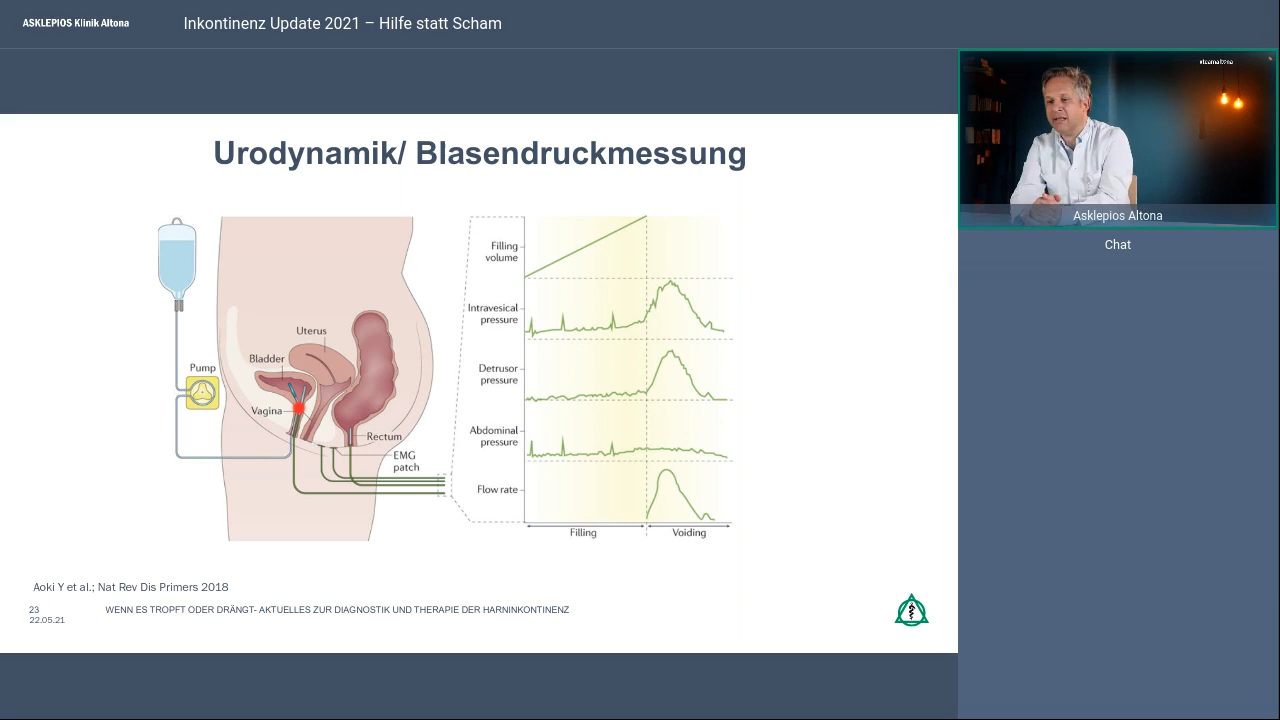 ASKLEPIOS Klinik Altona
Inkontinenz Update 2021 – Hilfe statt Scham
#teamaltona
Asklepios Altona
Chat
Urodynamik/ Blasendruckmessung
Pump
Uterus
Bladder
Vagina
Rectum
EMG
patch
Filling
volume
Intravesical
pressure
Detrusor
pressure
Abdominal
pressure
Flow rate
Filling
Voiding
Aoki Y et al.; Nat Rev Dis Primers 2018
23
WENN ES TROPFT ODER DRÄNGT- AKTUELLES ZUR DIAGNOSTIK UND THERAPIE DER HARNINKONTINENZ
22.05.21